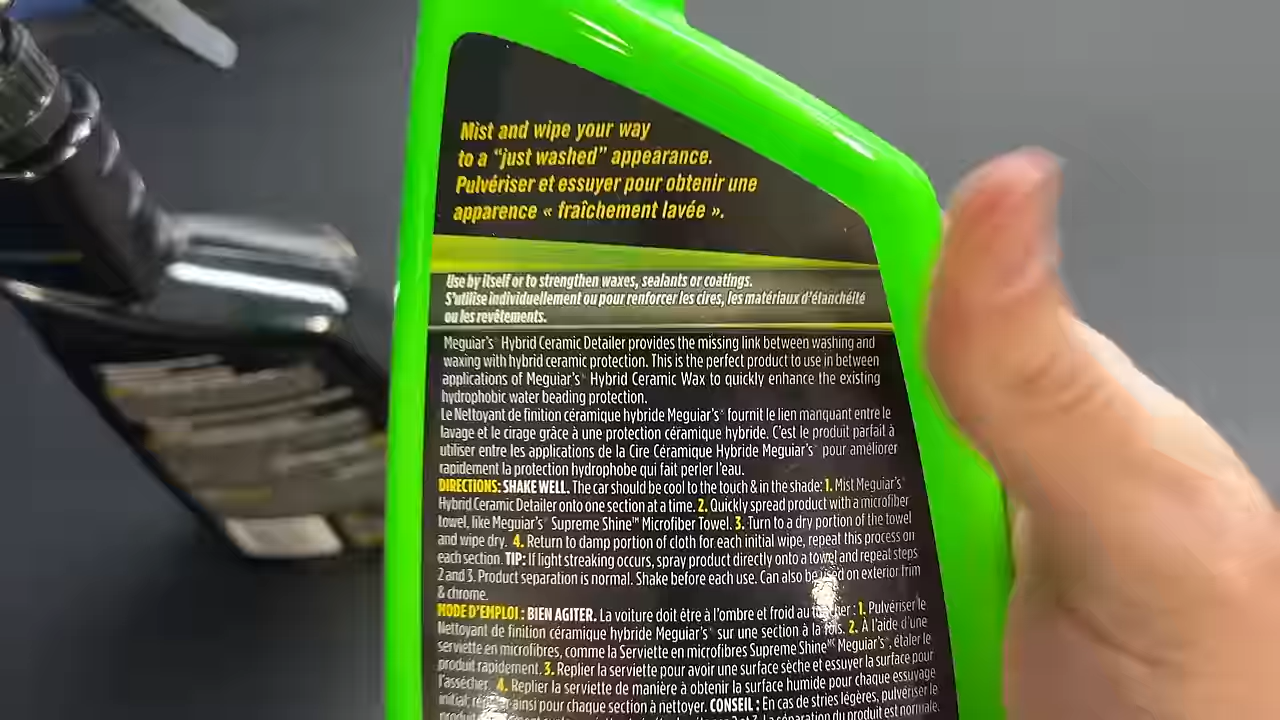 Mist and wipe your way
to a “just washed” appearance.
Pulvériser et essuyer pour obtenir une
apparence « fraîchement lavée ».
Use by itself or to strengthen waxes, sealants or coatings.
S’utilise individuellement ou pour renforcer les cires, les matériaux d’étanchéité
ou les revêtements.
Meguiar’s® Hybrid Ceramic Detailer provides the missing link between washing and
waxing with hybrid ceramic protection. This is the perfect product to use in between
applications of Meguiar’s® Hybrid Ceramic Wax to quickly enhance the existing
hydrophobic water beading protection.
Le Nettoyant de finition céramique hybride Meguiar’s® fournit le lien manquant entre le
lavage et le cirage grâce à une protection céramique hybride. C’est le produit parfait à
utiliser entre les applications de la Cire Céramique Hybride Meguiar’s® pour améliorer
rapidement la protection hydrophobe qui fait perler l’eau.
DIRECTIONS: SHAKE WELL. The car should be cool to the touch & in the shade: 1. Mist Meguiar’s®
Hybrid Ceramic Detailer onto one section at a time. 2. Quickly spread product with a microfiber
towel, like Meguiar’s® Supreme Shine™ Microfiber Towel. 3. Turn to a dry portion of the towel
and wipe dry. 4. Return to damp portion of cloth for each initial wipe, repeat this process on
each section. TIP: If light streaking occurs, spray product directly onto a towel and repeat steps
2 and 3. Product separation is normal. Shake before each use. Can also be used on exterior trim
& chrome.
MODE D’EMPLOI : BIEN AGITER. La voiture doit être à l’ombre et froid au toucher : 1. Pulvériser le
Nettoyant de finition céramique hybride Meguiar’s® sur une section à la fois. 2. À l’aide d’une
serviette en microfibres, comme la Serviette en microfibres Supreme Shine™ᶜ Meguiar’s®, étaler le
produit rapidement. 3. Replier la serviette pour avoir une surface sèche et essuyer la surface pour
l’assécher. 4. Replier la serviette de manière à obtenir la surface humide pour chaque essuyage
initial, ainsi pour chaque section à nettoyer. CONSEIL : En cas de stries légères, pulvériser le
La séparation du produit est normale.